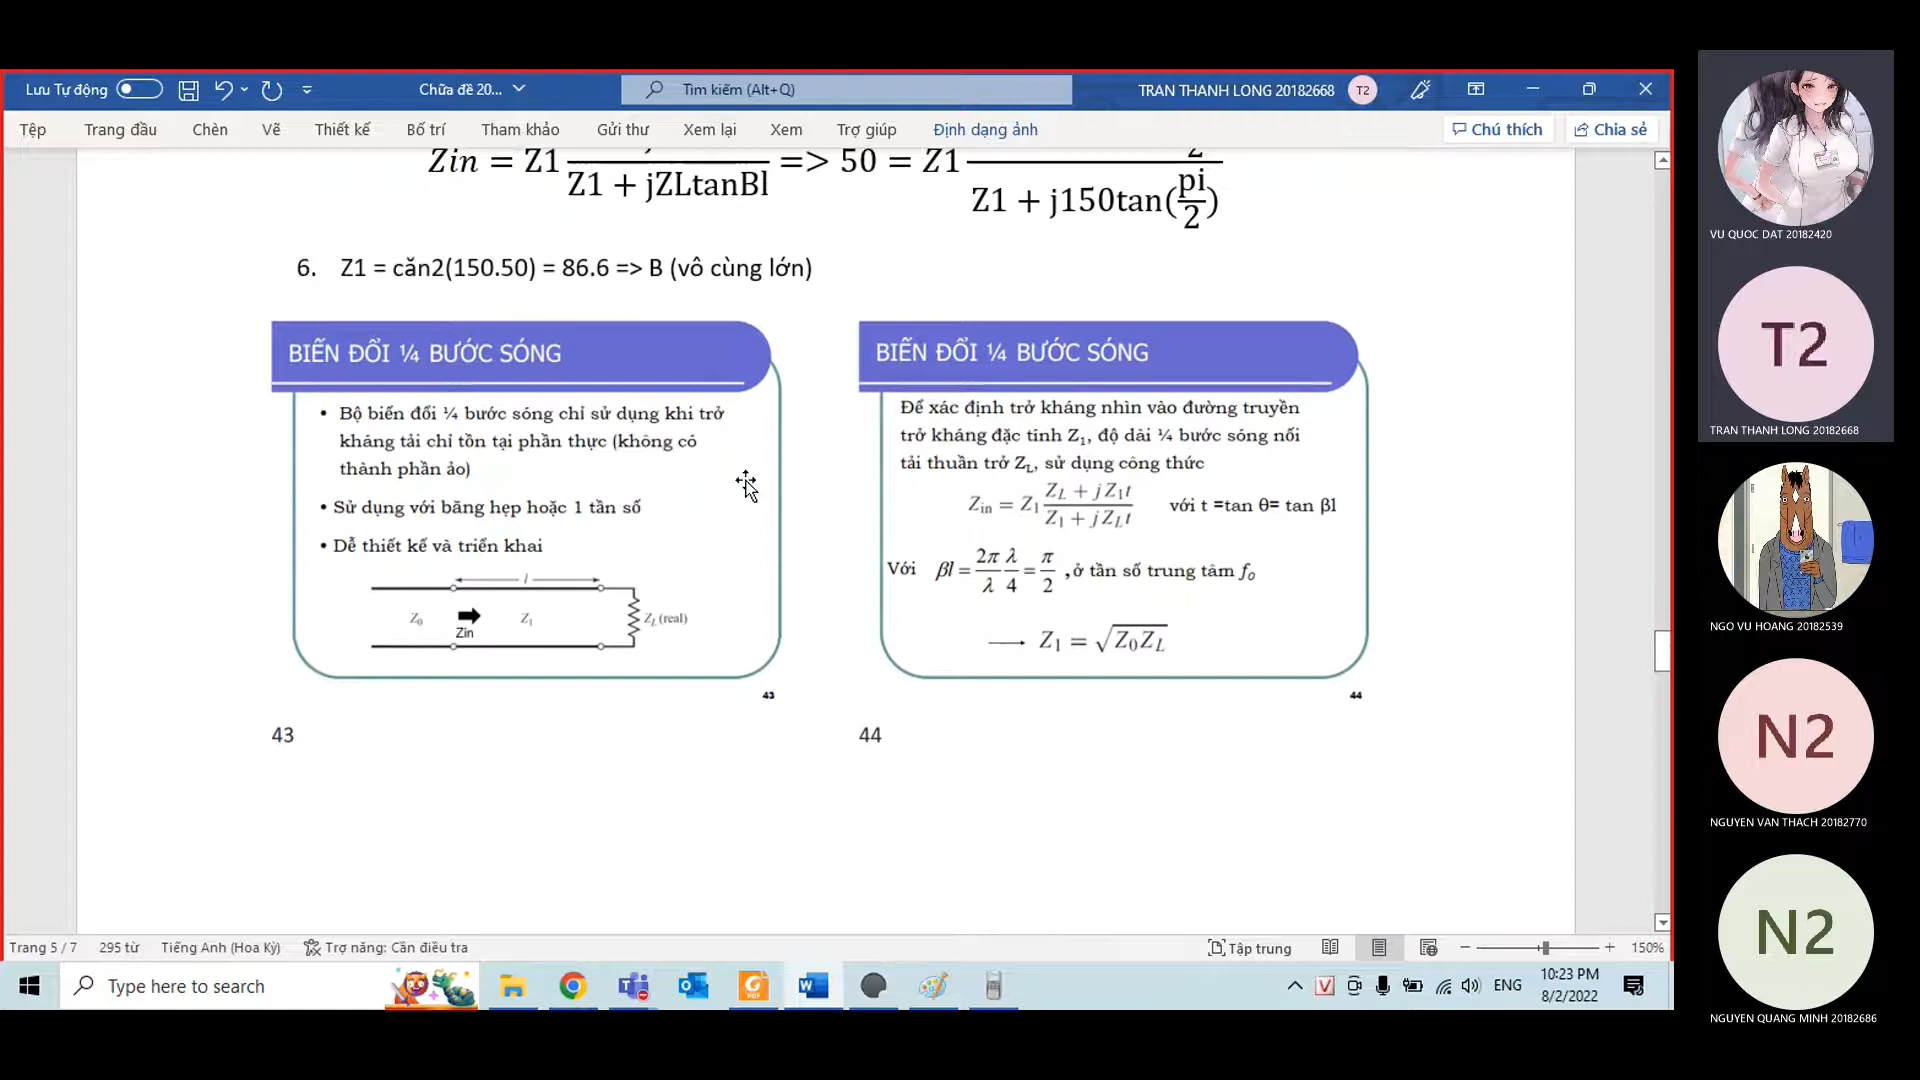 Lưu Tự động
Chữa đề 20...
Tìm kiếm (Alt+Q)
TRAN THANH LONG 20182668
T2
Tệp
Trang đầu
Chèn
Vẽ
Thiết kế
Bố trí
Tham khảo
Gửi thư
Xem lại
Xem
Trợ giúp
Định dạng ảnh
Chú thích
Chia sẻ
Zin = Z1 / Z1 + jZLtanBl => 50 = Z1 / Z1 + j150tan(pi/2)
6. Z1 = căn2(150.50) = 86.6 => B (vô cùng lớn)
BIẾN ĐỔI ¼ BƯỚC SÓNG
• Bộ biến đổi ¼ bước sóng chỉ sử dụng khi trở
kháng tải chỉ tồn tại phần thực (không có
thành phần ảo)
• Sử dụng với băng hẹp hoặc 1 tần số
• Dễ thiết kế và triển khai
l
Z₀
Zin
Z₁
Z_L (real)
43
43
BIẾN ĐỔI ¼ BƯỚC SÓNG
Để xác định trở kháng nhìn vào đường truyền
trở kháng đặc tính Z₁, độ dài ¼ bước sóng nối
tải thuần trở Z_L, sử dụng công thức
Z_in = Z₁ (Z_L + jZ₁t)/(Z₁ + jZ_Lt) với t =tan θ= tan βl
Với βl = 2π/λ λ/4 = π/2 ,ở tần số trung tâm f₀
⟶ Z₁ = √Z₀Z_L
44
44
Trang 5 / 7
295 từ
Tiếng Anh (Hoa Kỳ)
Trợ năng: Cần điều tra
Tập trung
150%
Type here to search
ENG
10:23 PM
8/2/2022
VU QUOC DAT 20182420
T2
TRAN THANH LONG 20182668
NGO VU HOANG 20182539
N2
NGUYEN VAN THACH 20182770
N2
NGUYEN QUANG MINH 20182686